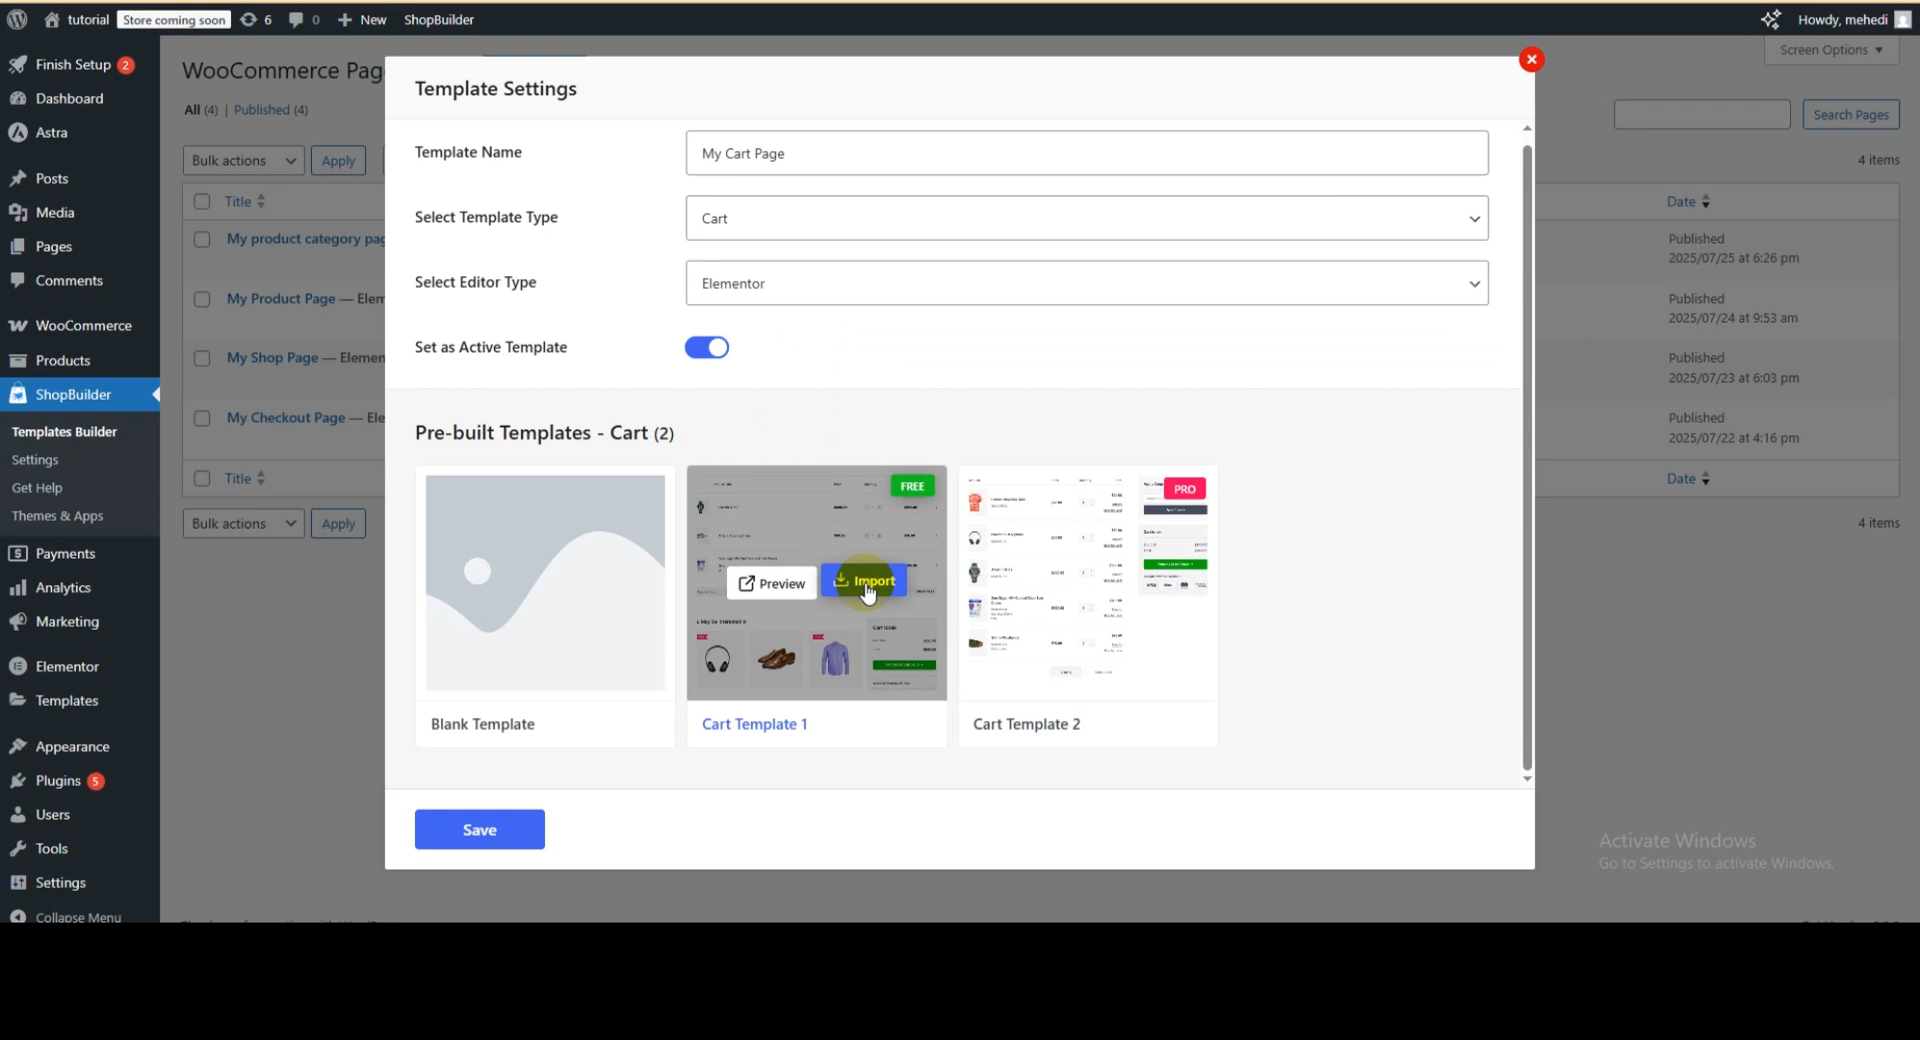 tutorial Store coming soon 6 0 New ShopBuilder Howdy, mehedi
Screen Options
Finish Setup 2
Dashboard
Astra
Posts
Media
Pages
Comments
WooCommerce
Products
ShopBuilder
Templates Builder
Settings
Get Help
Themes & Apps
Payments
Analytics
Marketing
Elementor
Templates
Appearance
Plugins 5
Users
Tools
Settings
Collapse Menu
WooCommerce Pag
All (4) | Published (4)
Search Pages
Bulk actions Apply
4 items
Title
Date
My product category pag
Published
2025/07/25 at 6:26 pm
My Product Page — Elem
Published
2025/07/24 at 9:53 am
My Shop Page — Elemen
Published
2025/07/23 at 6:03 pm
My Checkout Page — Ele
Published
2025/07/22 at 4:16 pm
Title
Date
Bulk actions Apply
4 items
Template Settings
Template Name
My Cart Page
Select Template Type
Cart
Select Editor Type
Elementor
Set as Active Template
Pre-built Templates - Cart (2)
FREE
PRO
Preview
Import
Blank Template
Cart Template 1
Cart Template 2
Save
Activate Windows
Go to Settings to activate Windows.